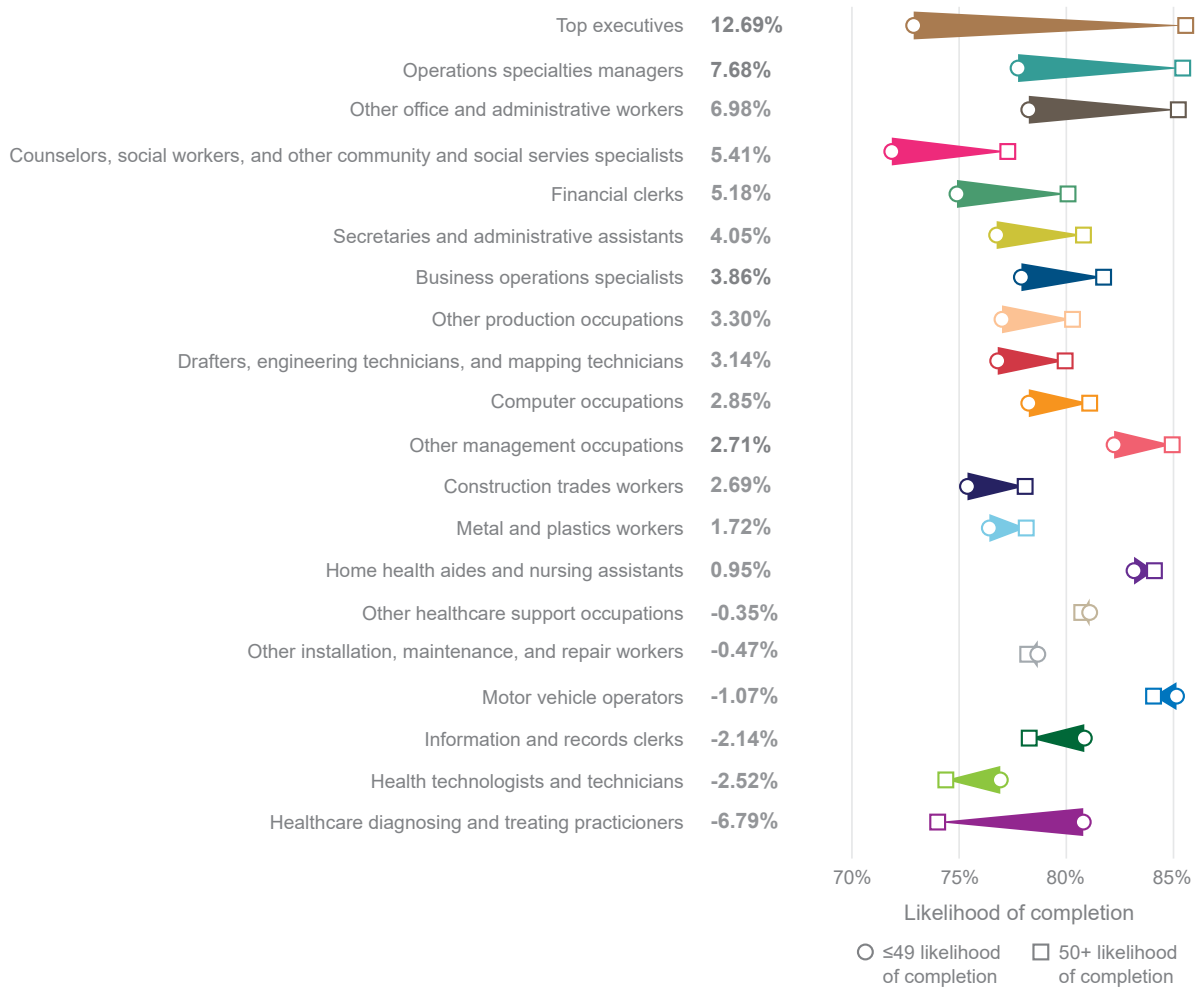 Top executives 12.69%
Operations specialties managers 7.68%
Other office and administrative workers 6.98%
Counselors, social workers, and other community and social servies specialists 5.41%
Financial clerks 5.18%
Secretaries and administrative assistants 4.05%
Business operations specialists 3.86%
Other production occupations 3.30%
Drafters, engineering technicians, and mapping technicians 3.14%
Computer occupations 2.85%
Other management occupations 2.71%
Construction trades workers 2.69%
Metal and plastics workers 1.72%
Home health aides and nursing assistants 0.95%
Other healthcare support occupations -0.35%
Other installation, maintenance, and repair workers -0.47%
Motor vehicle operators -1.07%
Information and records clerks -2.14%
Health technologists and technicians -2.52%
Healthcare diagnosing and treating practicioners -6.79%
70% 75% 80% 85%
Likelihood of completion
≤49 likelihood 50+ likelihood
of completion of completion